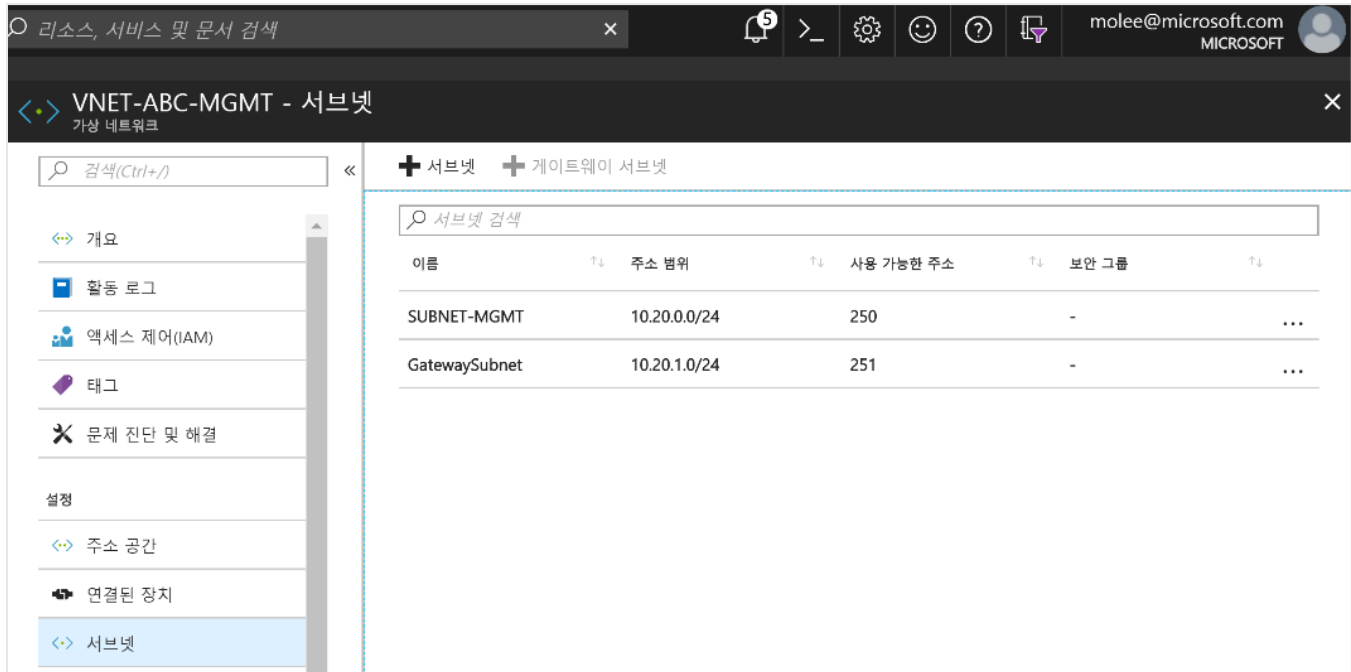 리소스, 서비스 및 문서 검색
5
molee@microsoft.com
MICROSOFT
VNET-ABC-MGMT - 서브넷
가상 네트워크
검색(Ctrl+/)
개요
활동 로그
액세스 제어(IAM)
태그
문제 진단 및 해결
설정
주소 공간
연결된 장치
서브넷
서브넷 게이트웨이 서브넷
서브넷 검색
이름 주소 범위 사용 가능한 주소 보안 그룹
SUBNET-MGMT 10.20.0.0/24 250 - ...
GatewaySubnet 10.20.1.0/24 251 - ...